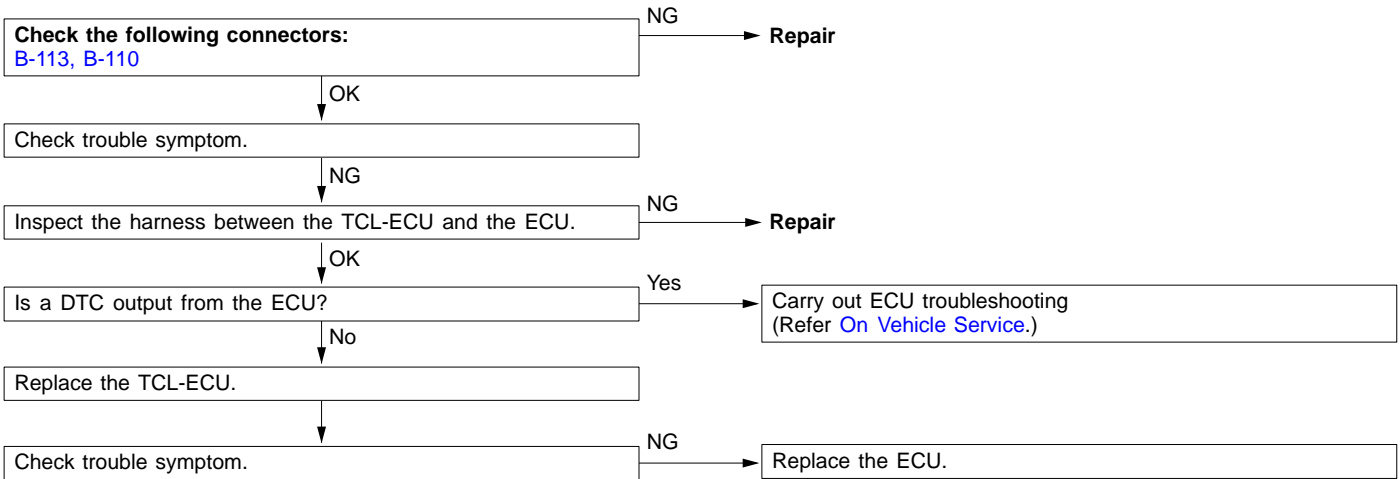 NG
Check the following connectors:
B-113, B-110
Repair
OK
Check trouble symptom.
NG
Inspect the harness between the TCL-ECU and the ECU.
NG
Repair
OK
Is a DTC output from the ECU?
Yes
Carry out ECU troubleshooting
(Refer On Vehicle Service.)
No
Replace the TCL-ECU.
Check trouble symptom.
NG
Replace the ECU.